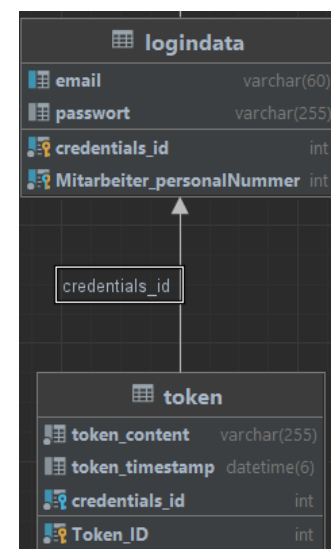 logindata
email varchar(60)
passwort varchar(255)
credentials_id int
Mitarbeiter_personalNummer int
credentials_id
token
token_content varchar(255)
token_timestamp datetime(6)
credentials_id int
Token_ID int